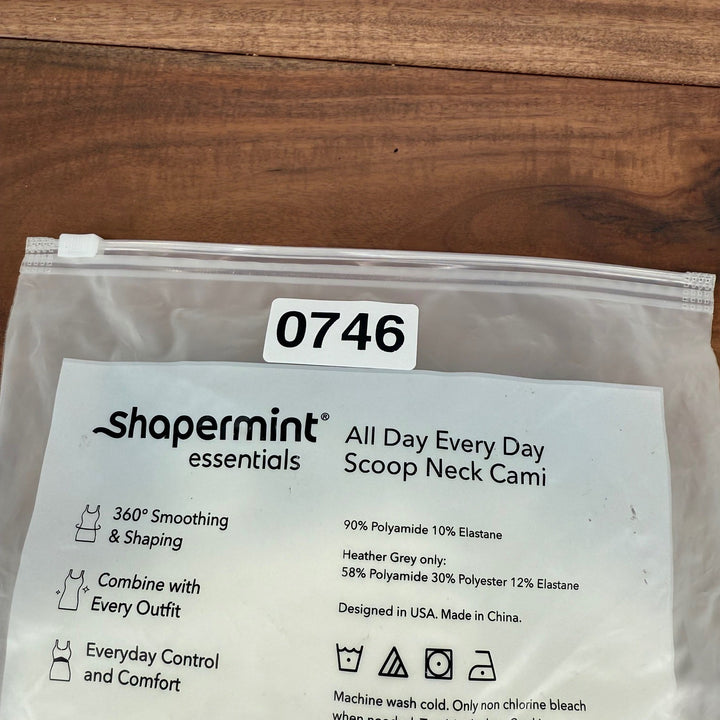 0746
shapermint®
essentials
All Day Every Day
Scoop Neck Cami
360° Smoothing
& Shaping
Combine with
Every Outfit
Everyday Control
and Comfort
90% Polyamide 10% Elastane
Heather Grey only:
58% Polyamide 30% Polyester 12% Elastane
Designed in USA. Made in China.
Machine wash cold. Only non chlorine bleach
when needed.